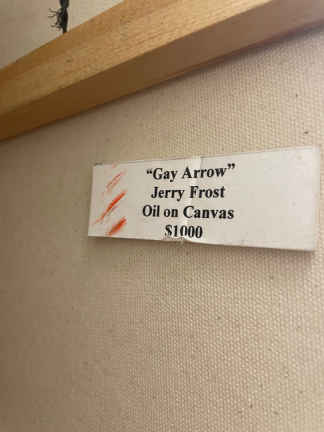 “Gay Arrow”
Jerry Frost
Oil on Canvas
$1000